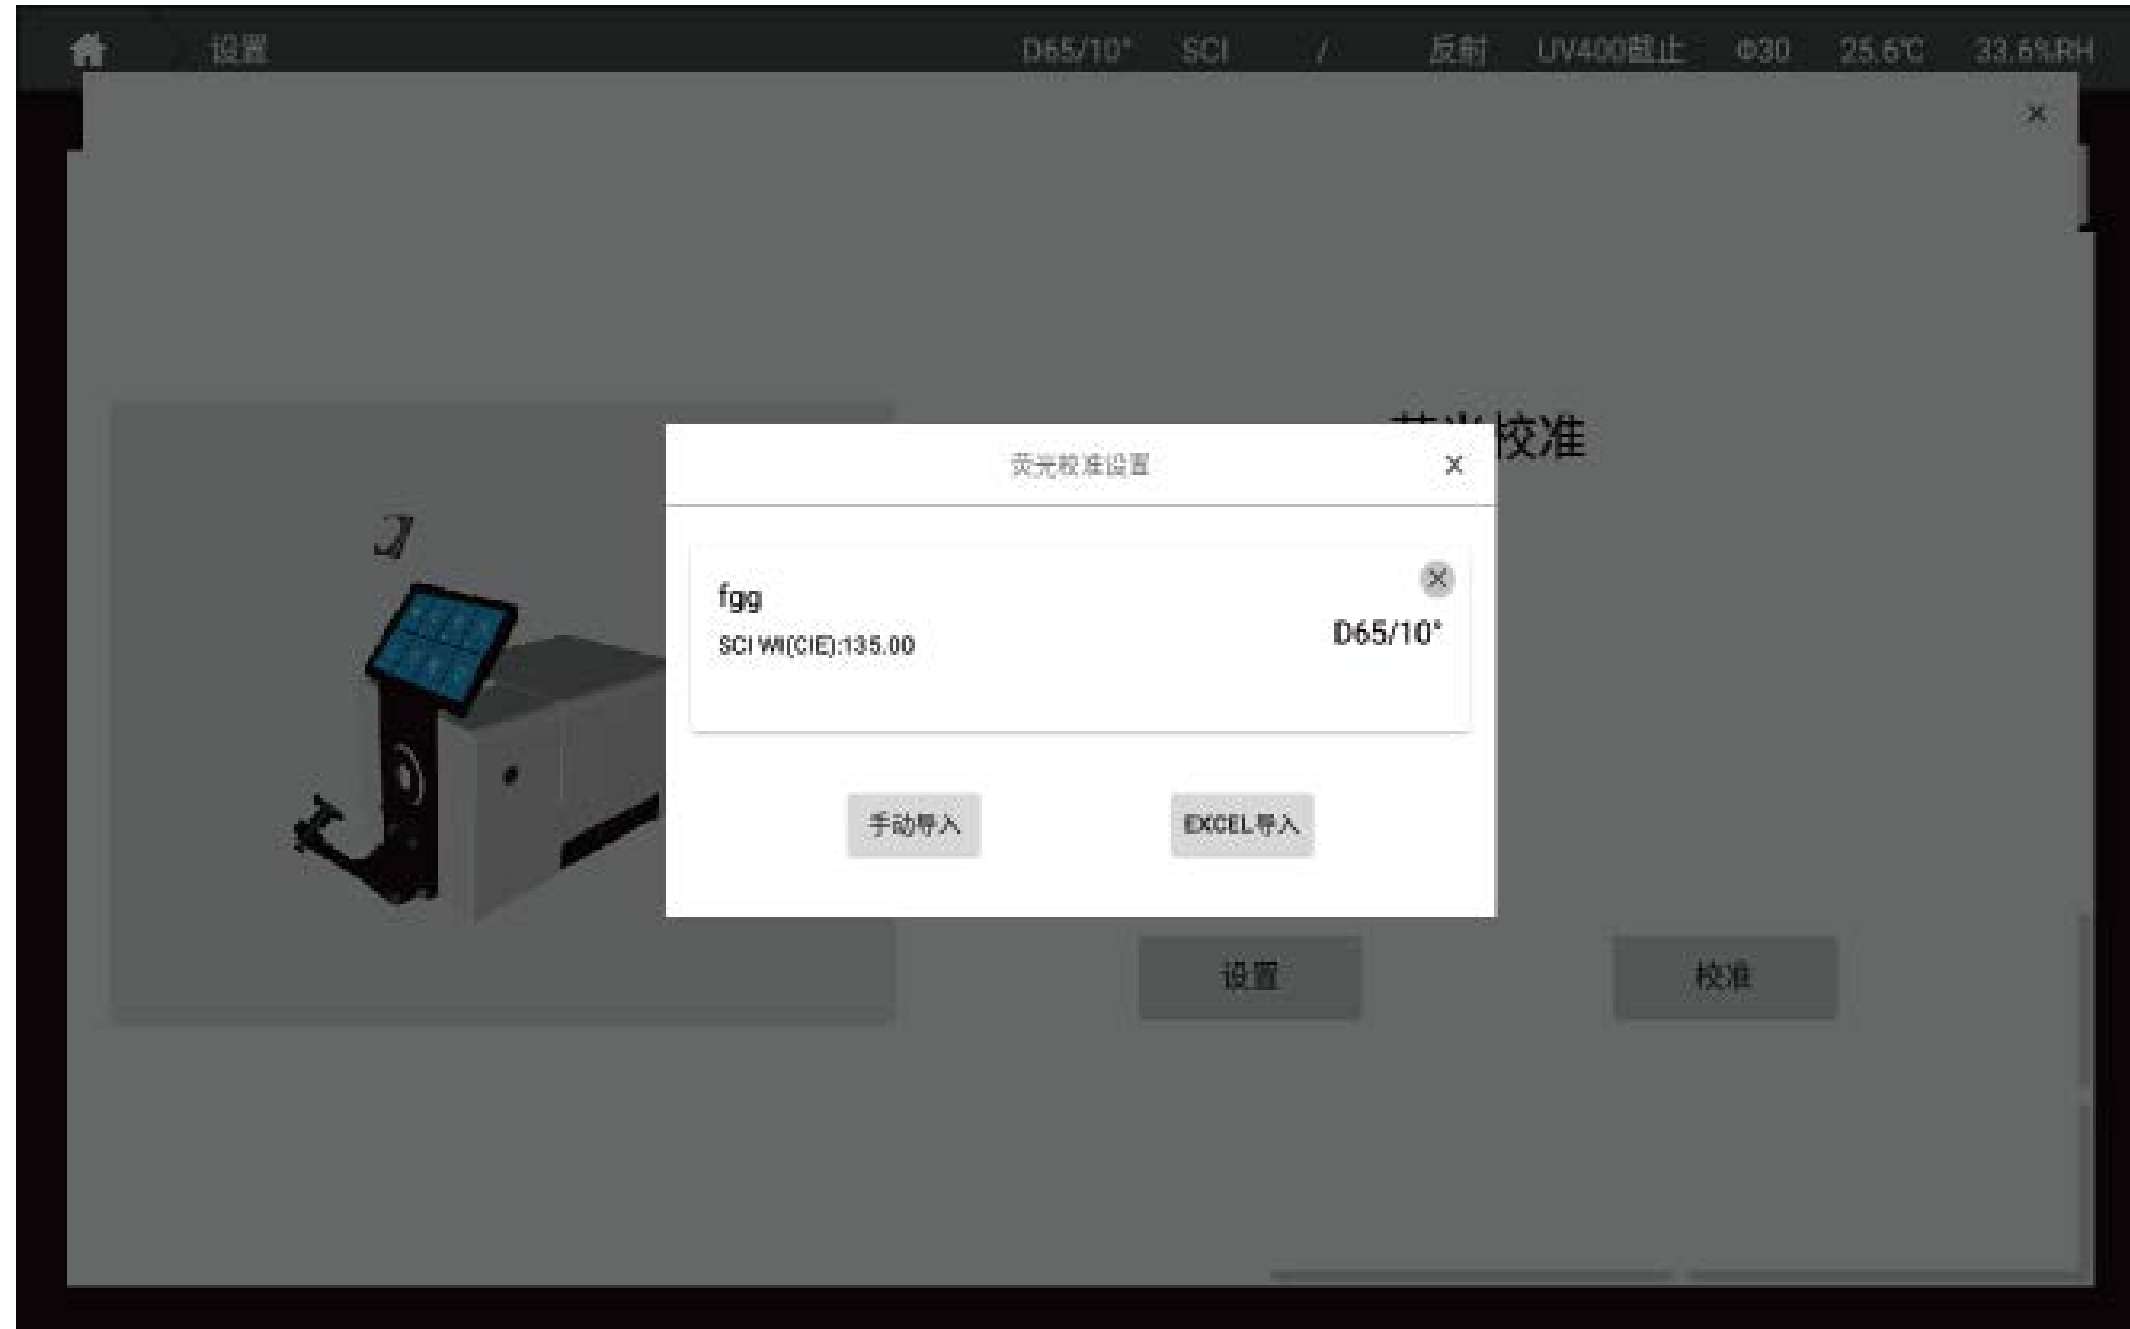 设置 D65/10° SCI / 反射 UV400截止 Φ30 25.6℃ 33.6%RH
校准
荧光校准设置
fgg
SCI WI(CIE):135.00
D65/10°
手动导入 EXCEL导入
设置 校准